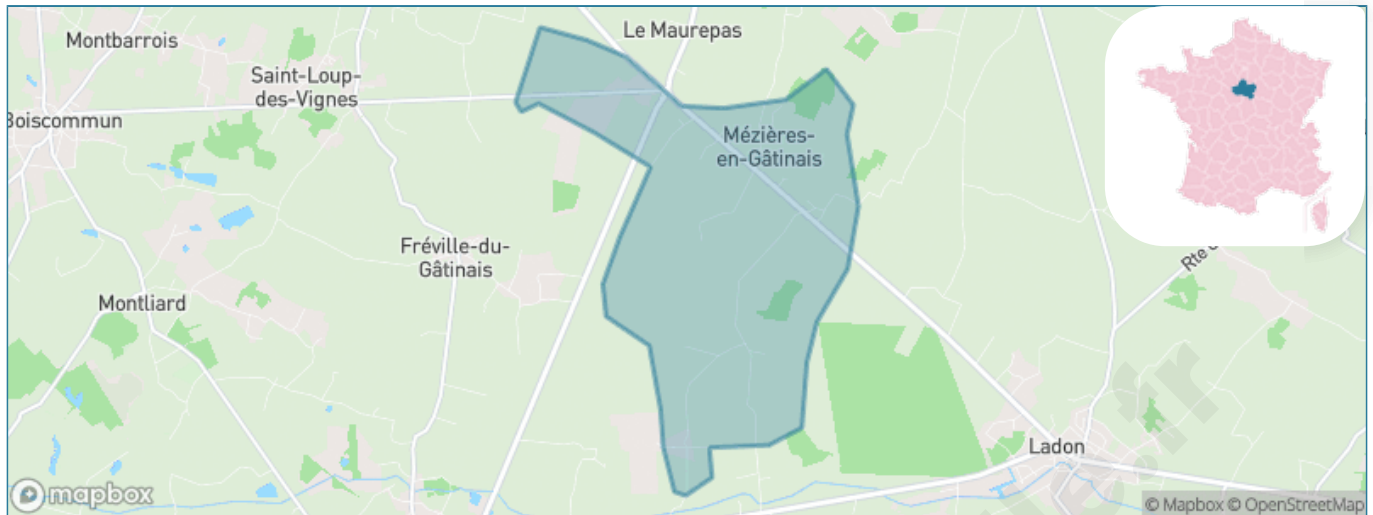 Le Maurepas
Montbarrois
Saint-Loup-
des-Vignes
Boiscommun
Mézières-
en-Gâtinais
Fréville-du-
Gâtinais
Rte
Montliard
Ladon
mapbox
© Mapbox © OpenStreetMap